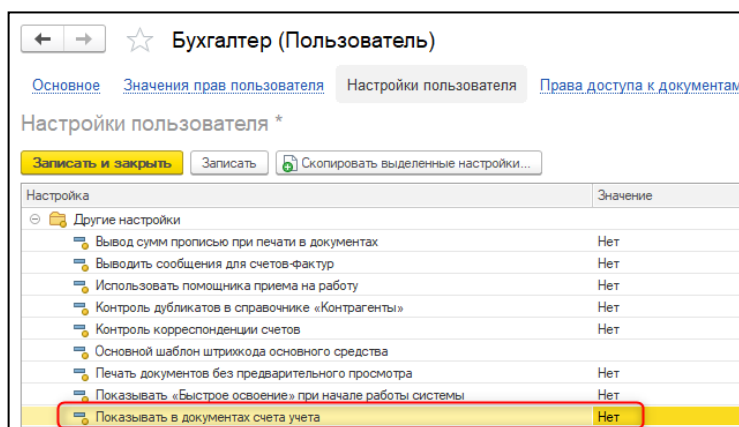 Бухгалтер (Пользователь)
Основное Значения прав пользователя Настройки пользователя Права доступа к документам
Настройки пользователя *
Записать и закрыть Записать Скопировать выделенные настройки...
Настройка Значение
Другие настройки
Вывод сумм прописью при печати в документах Нет
Выводить сообщения для счетов-фактур Нет
Использовать помощника приема на работу Нет
Контроль дубликатов в справочнике «Контрагенты» Нет
Контроль корреспонденции счетов Нет
Основной шаблон штрихкода основного средства
Печать документов без предварительного просмотра Нет
Показывать «Быстрое освоение» при начале работы системы Нет
Показывать в документах счета учета Нет